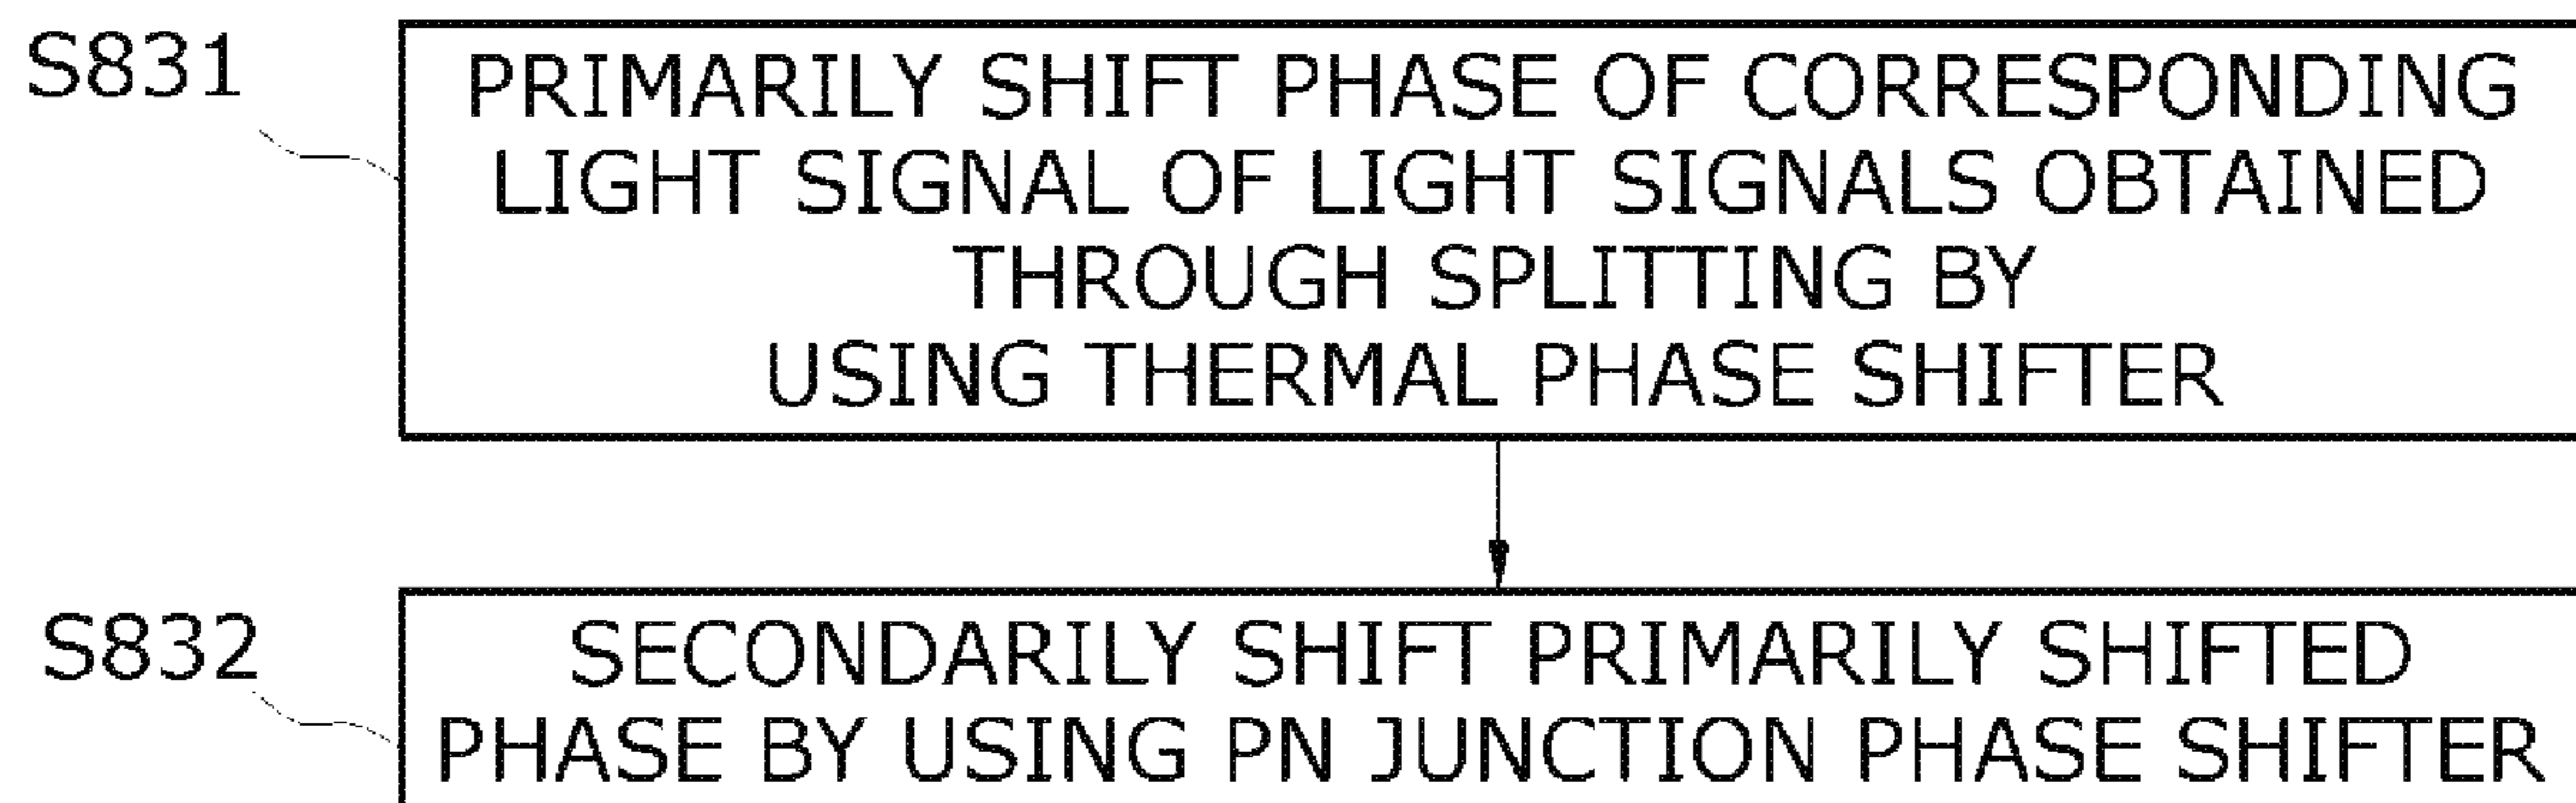 S831
PRIMARILY SHIFT PHASE OF CORRESPONDING
LIGHT SIGNAL OF LIGHT SIGNALS OBTAINED
THROUGH SPLITTING BY
USING THERMAL PHASE SHIFTER
S832
SECONDARILY SHIFT PRIMARILY SHIFTED
PHASE BY USING PN JUNCTION PHASE SHIFTER